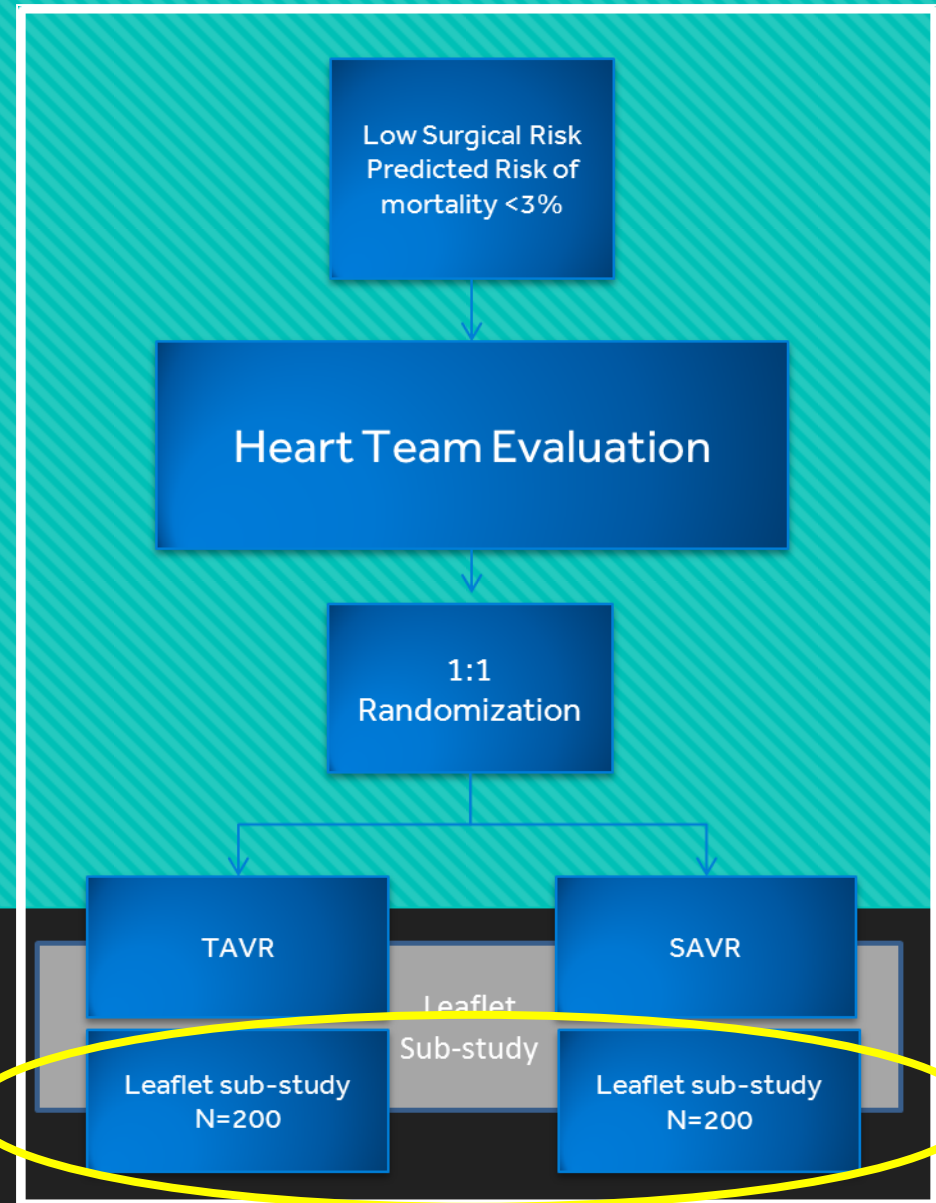 Low Surgical Risk
Predicted Risk of
mortality <3%
Heart Team Evaluation
1:1
Randomization
TAVR
SAVR
Leaflet
Sub-study
Leaflet sub-study
N=200
Leaflet sub-study
N=200